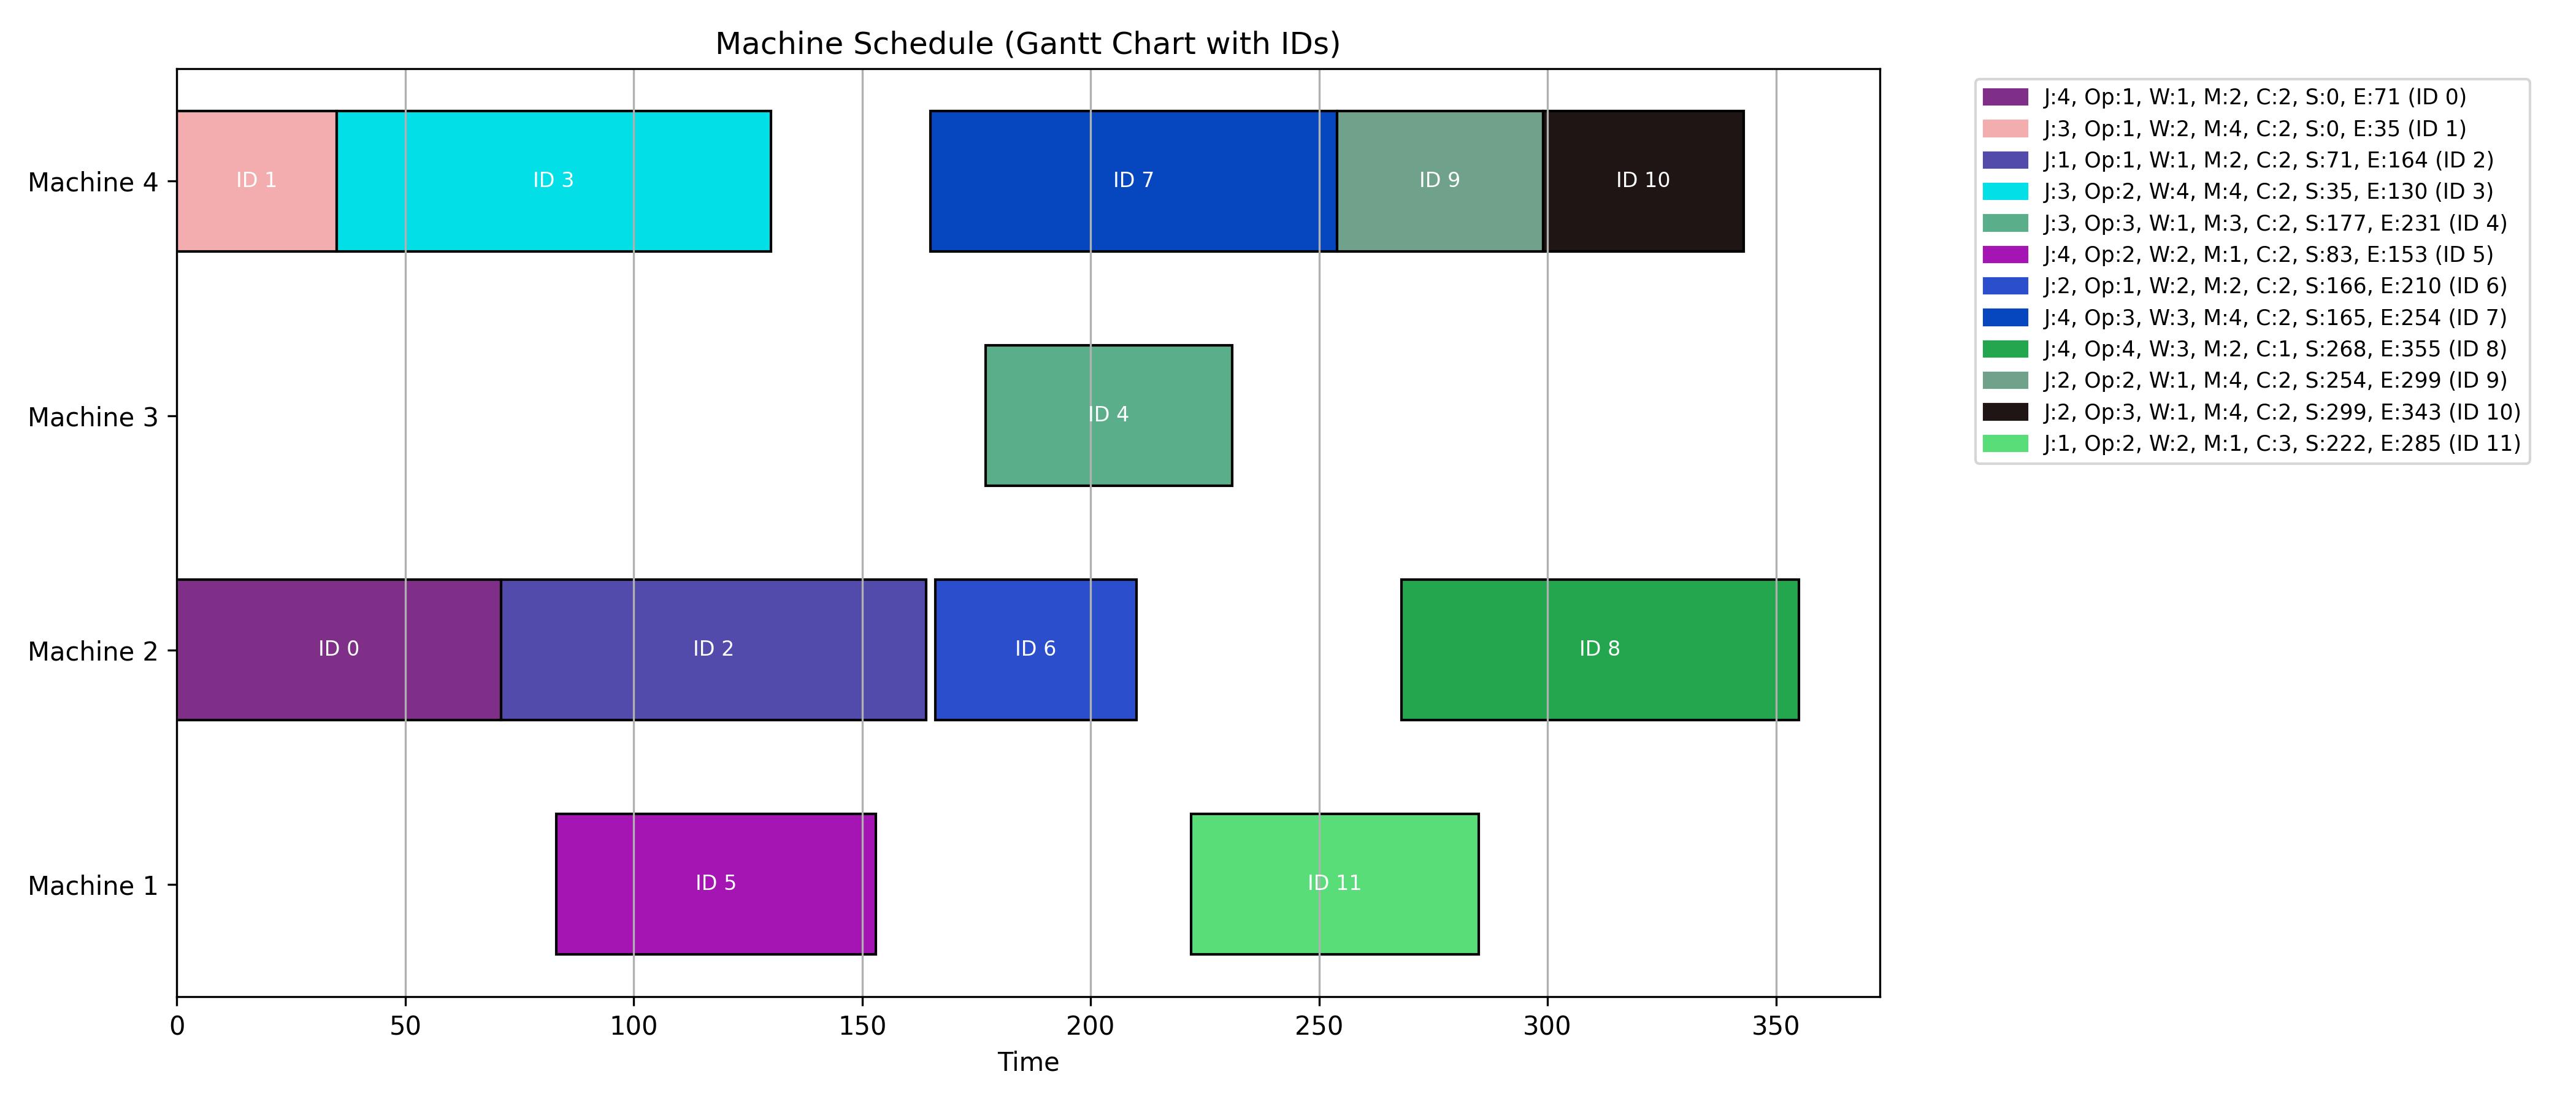 Machine Schedule (Gantt Chart with IDs)
Machine 4
ID 1
ID 3
ID 7
ID 9
ID 10
Machine 3
ID 4
Machine 2
ID 0
ID 2
ID 6
ID 8
Machine 1
ID 5
ID 11
0 50 100 150 200 250 300 350
Time
J:4, Op:1, W:1, M:2, C:2, S:0, E:71 (ID 0)
J:3, Op:1, W:2, M:4, C:2, S:0, E:35 (ID 1)
J:1, Op:1, W:1, M:2, C:2, S:71, E:164 (ID 2)
J:3, Op:2, W:4, M:4, C:2, S:35, E:130 (ID 3)
J:3, Op:3, W:1, M:3, C:2, S:177, E:231 (ID 4)
J:4, Op:2, W:2, M:1, C:2, S:83, E:153 (ID 5)
J:2, Op:1, W:2, M:2, C:2, S:166, E:210 (ID 6)
J:4, Op:3, W:3, M:4, C:2, S:165, E:254 (ID 7)
J:4, Op:4, W:3, M:2, C:1, S:268, E:355 (ID 8)
J:2, Op:2, W:1, M:4, C:2, S:254, E:299 (ID 9)
J:2, Op:3, W:1, M:4, C:2, S:299, E:343 (ID 10)
J:1, Op:2, W:2, M:1, C:3, S:222, E:285 (ID 11)